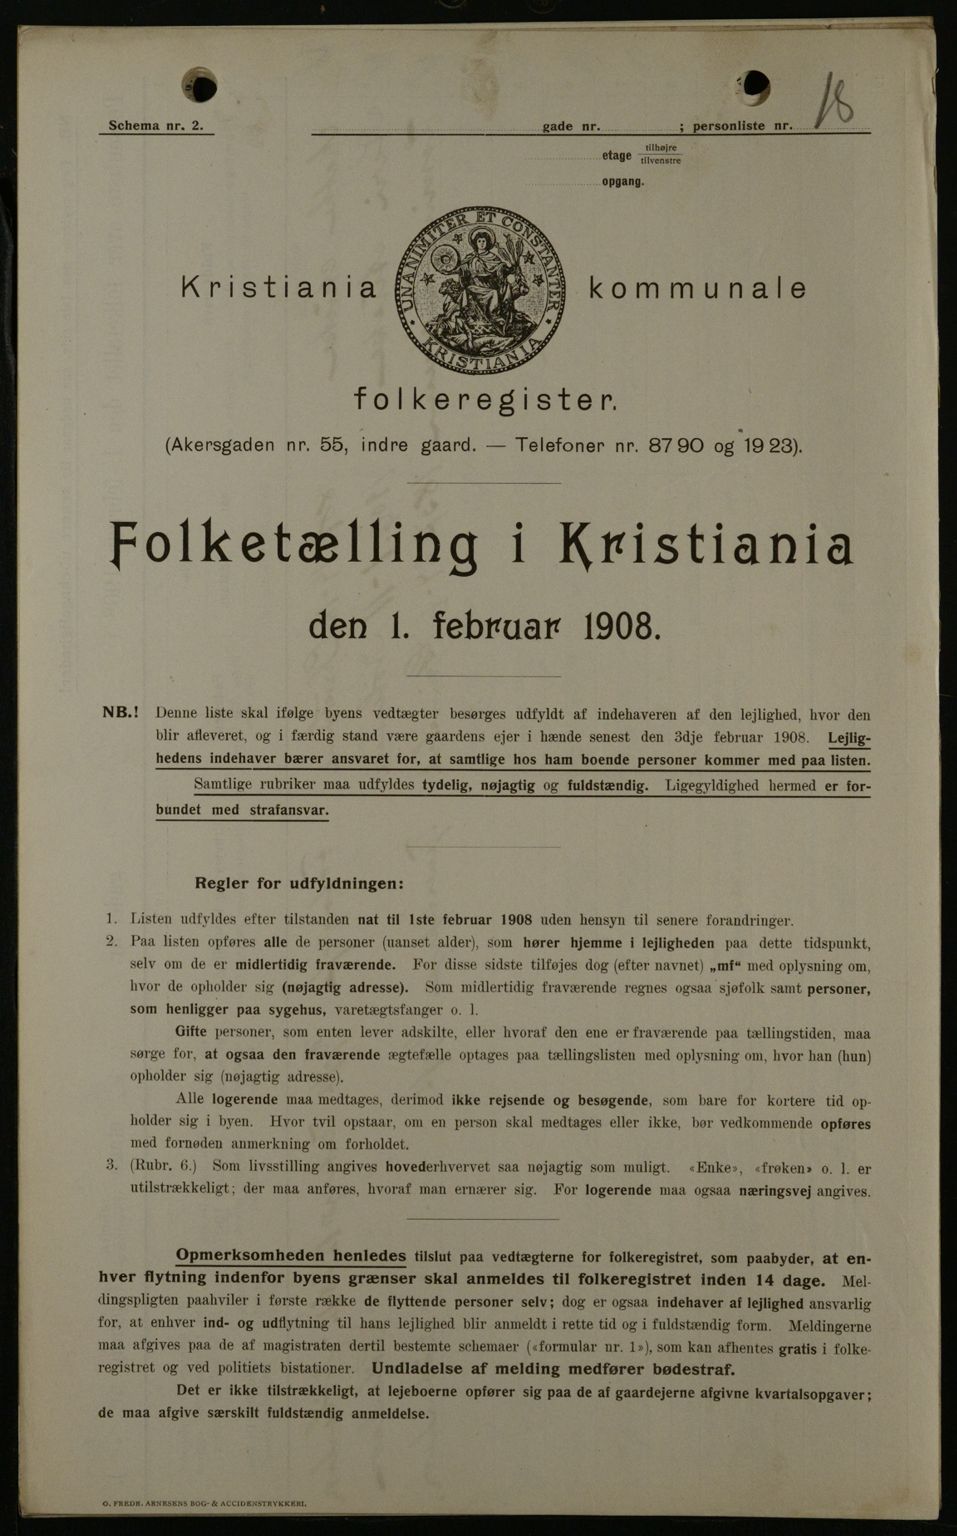 Schema nr. 2.
gade nr. ; personliste nr. 18
etage tilhøjre
tilvenstre
opgang.
UNANIMITER ET CONSTANTER
KRISTIANIA
Kristiania kommunale
folkeregister.
(Akersgaden nr. 55, indre gaard. — Telefoner nr. 8790 og 1923).
Folketælling i Kristiania
den 1. februar 1908.
NB.! Denne liste skal ifølge byens vedtægter besørges udfyldt af indehaveren af den lejlighed, hvor den
blir afleveret, og i færdig stand være gaardens ejer i hænde senest den 3dje februar 1908. Lejlig-
hedens indehaver bærer ansvaret for, at samtlige hos ham boende personer kommer med paa listen.
Samtlige rubriker maa udfyldes tydelig, nøjagtig og fuldstændig. Ligegyldighed hermed er for-
bundet med strafansvar.
Regler for udfyldningen:
1. Listen udfyldes efter tilstanden nat til 1ste februar 1908 uden hensyn til senere forandringer.
2. Paa listen opføres alle de personer (uanset alder), som hører hjemme i lejligheden paa dette tidspunkt,
selv om de er midlertidig fraværende. For disse sidste tilføjes dog (efter navnet) „mf“ med oplysning om,
hvor de opholder sig (nøjagtig adresse). Som midlertidig fraværende regnes ogsaa sjøfolk samt personer,
som henligger paa sygehus, varetægtsfanger o. l.
Gifte personer, som enten lever adskilte, eller hvoraf den ene er fraværende paa tællingstiden, maa
sørge for, at ogsaa den fraværende ægtefælle optages paa tællingslisten med oplysning om, hvor han (hun)
opholder sig (nøjagtig adresse).
Alle logerende maa medtages, derimod ikke rejsende og besøgende, som bare for kortere tid op-
holder sig i byen. Hvor tvil opstaar, om en person skal medtages eller ikke, bør vedkommende opføres
med fornøden anmerkning om forholdet.
3. (Rubr. 6.) Som livsstilling angives hovederhvervet saa nøjagtig som muligt. «Enke», «frøken» o. l. er
utilstrækkeligt; der maa anføres, hvoraf man ernærer sig. For logerende maa ogsaa næringsvej angives.
Opmerksomheden henledes tilslut paa vedtægterne for folkeregistret, som paabyder, at en-
hver flytning indenfor byens grænser skal anmeldes til folkeregistret inden 14 dage. Mel-
dingspligten paahviler i første række de flyttende personer selv; dog er ogsaa indehaver af lejlighed ansvarlig
for, at enhver ind- og udflytning til hans lejlighed blir anmeldt i rette tid og i fuldstændig form. Meldingerne
maa afgives paa de af magistraten dertil bestemte schemaer («formular nr. 1»), som kan afhentes gratis i folke-
registret og ved politiets bistationer. Undladelse af melding medfører bødestraf.
Det er ikke tilstrækkeligt, at lejeboerne opfører sig paa de af gaardejerne afgivne kvartalsopgaver;
de maa afgive særskilt fuldstændig anmeldelse.
O. FREDR. ARNESENS BOG- & ACCIDENSTRYKKERI.